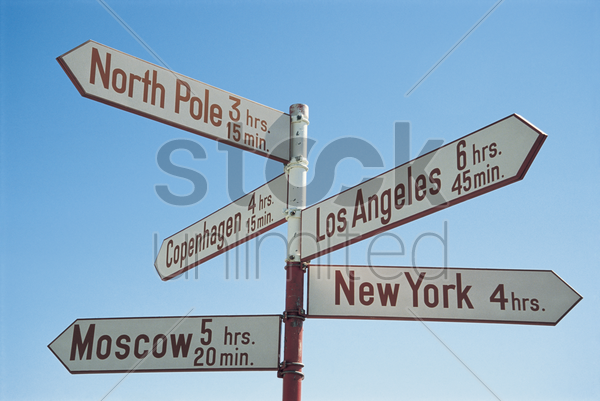 North Pole 3 hrs.
15 min.
Los Angeles 6 hrs.
45 min.
Copenhagen 4 hrs.
15 min.
New York 4 hrs.
Moscow 5 hrs.
20 min.
stock
unlimited